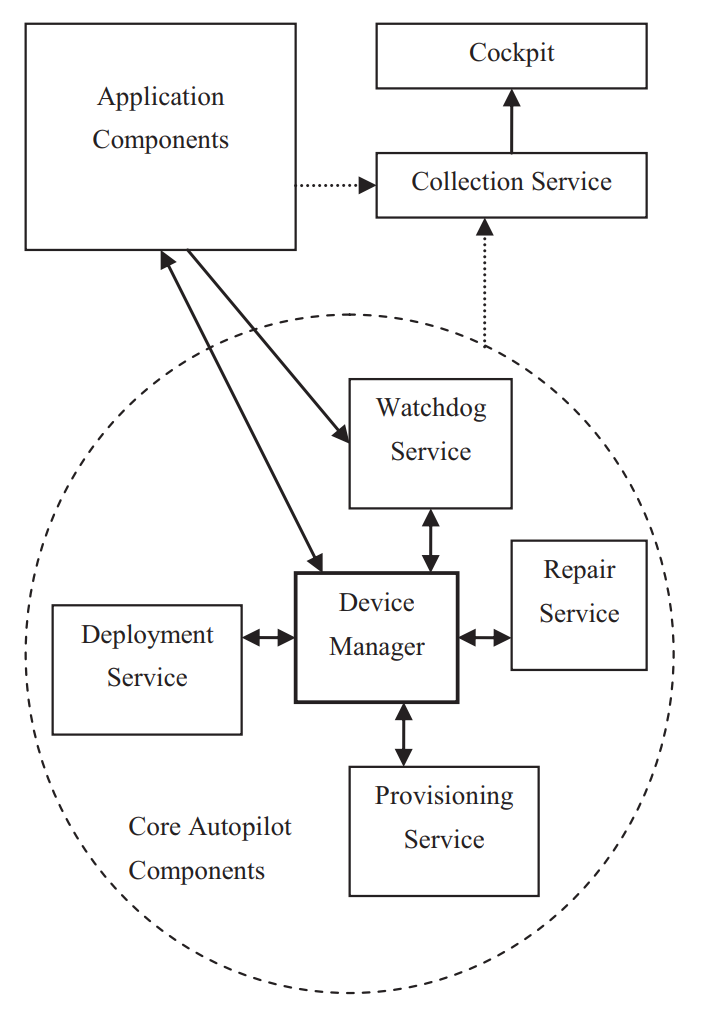 Application
Components
Cockpit
Collection Service
Watchdog
Service
Repair
Service
Device
Manager
Deployment
Service
Provisioning
Service
Core Autopilot
Components